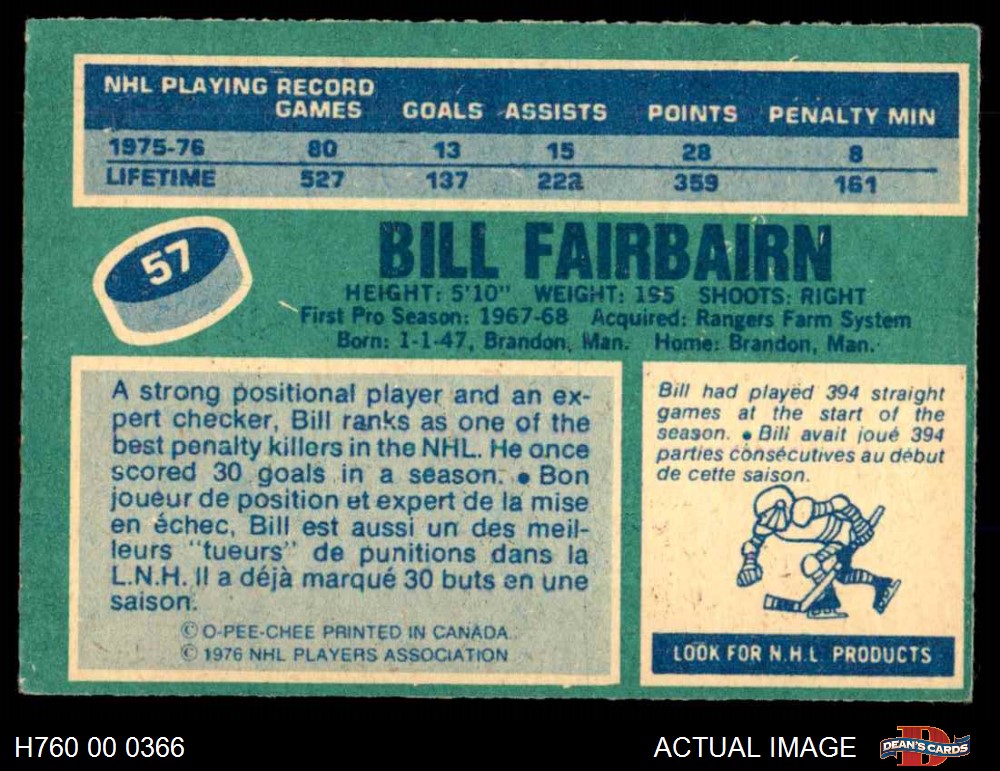 NHL PLAYING RECORD
GAMES GOALS ASSISTS POINTS PENALTY MIN
1975-76 80 13 15 28 8
LIFETIME 527 137 222 359 161
57
BILL FAIRBAIRN
HEIGHT: 5'10" WEIGHT: 195 SHOOTS: RIGHT
First Pro Season: 1967-68 Acquired: Rangers Farm System
Born: 1-1-47, Brandon, Man. Home: Brandon, Man.
A strong positional player and an ex-
pert checker, Bill ranks as one of the
best penalty killers in the NHL. He once
scored 30 goals in a season. • Bon
joueur de position et expert de la mise
en échec, Bill est aussi un des meil-
leurs "tueurs" de punitions dans la
L.N.H. Il a déjà marqué 30 buts en une
saison.
© O-PEE-CHEE PRINTED IN CANADA.
© 1976 NHL PLAYERS ASSOCIATION
Bill had played 394 straight
games at the start of the
season. • Bill avait joué 394
parties consécutives au début
de cette saison.
LOOK FOR N.H.L PRODUCTS
H760 00 0366
ACTUAL IMAGE
DEAN'S CARDS